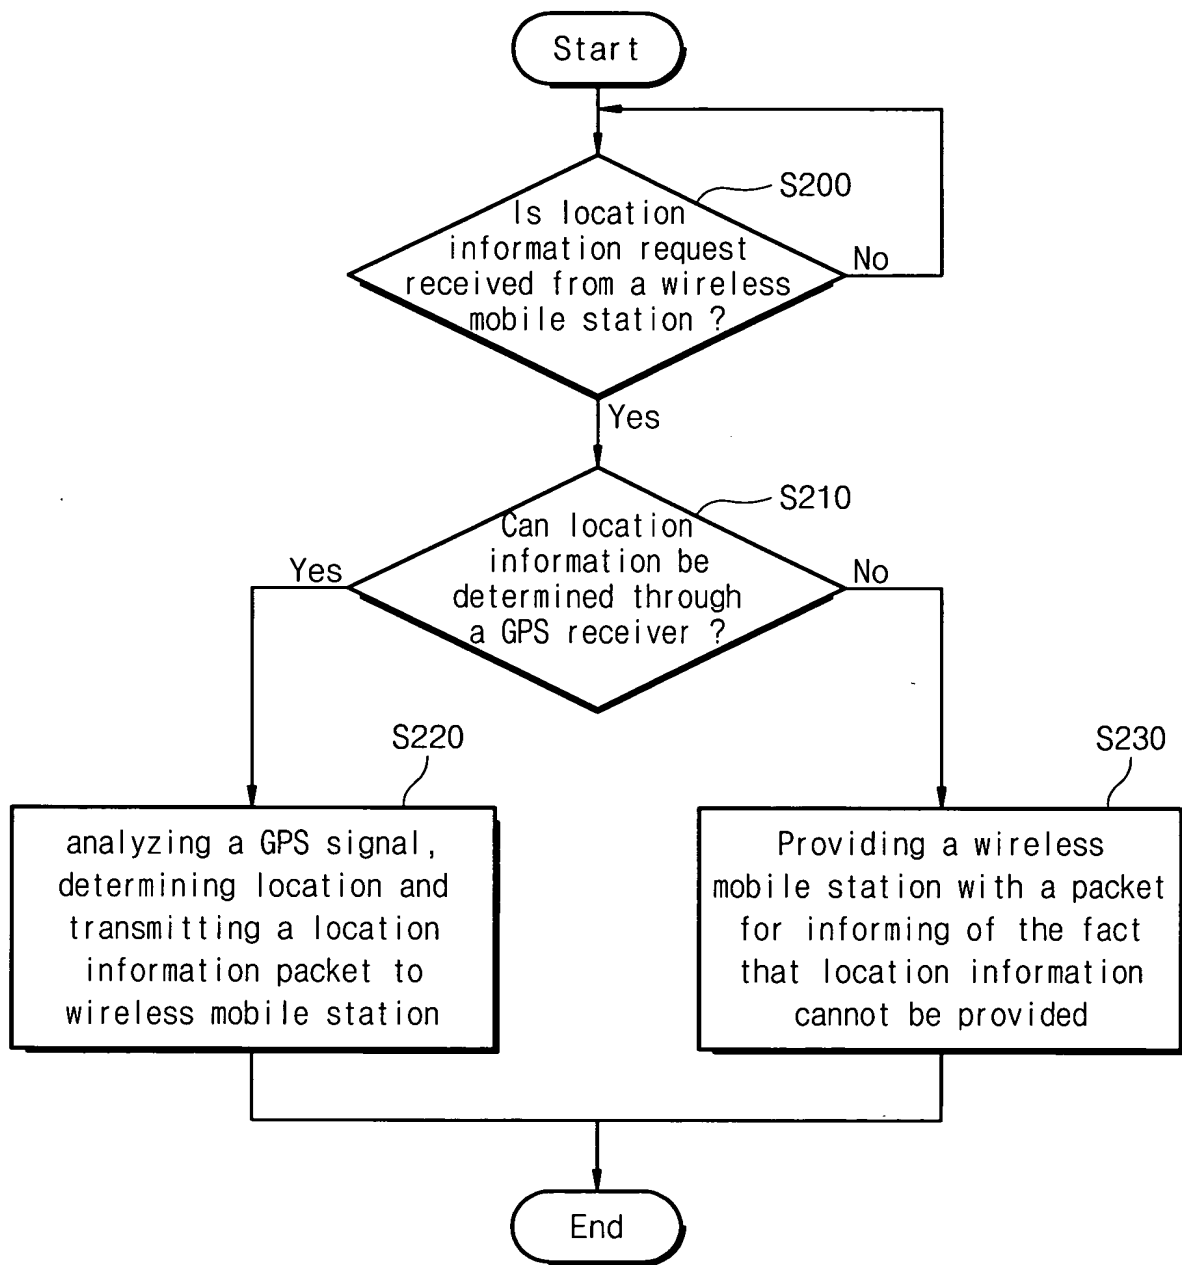 Start
S200
Is location
information request
received from a wireless
mobile station ?
No
Yes
S210
Can location
information be
determined through
a GPS receiver ?
Yes
No
S220
analyzing a GPS signal,
determining location and
transmitting a location
information packet to
wireless mobile station
S230
Providing a wireless
mobile station with a packet
for informing of the fact
that location information
cannot be provided
End